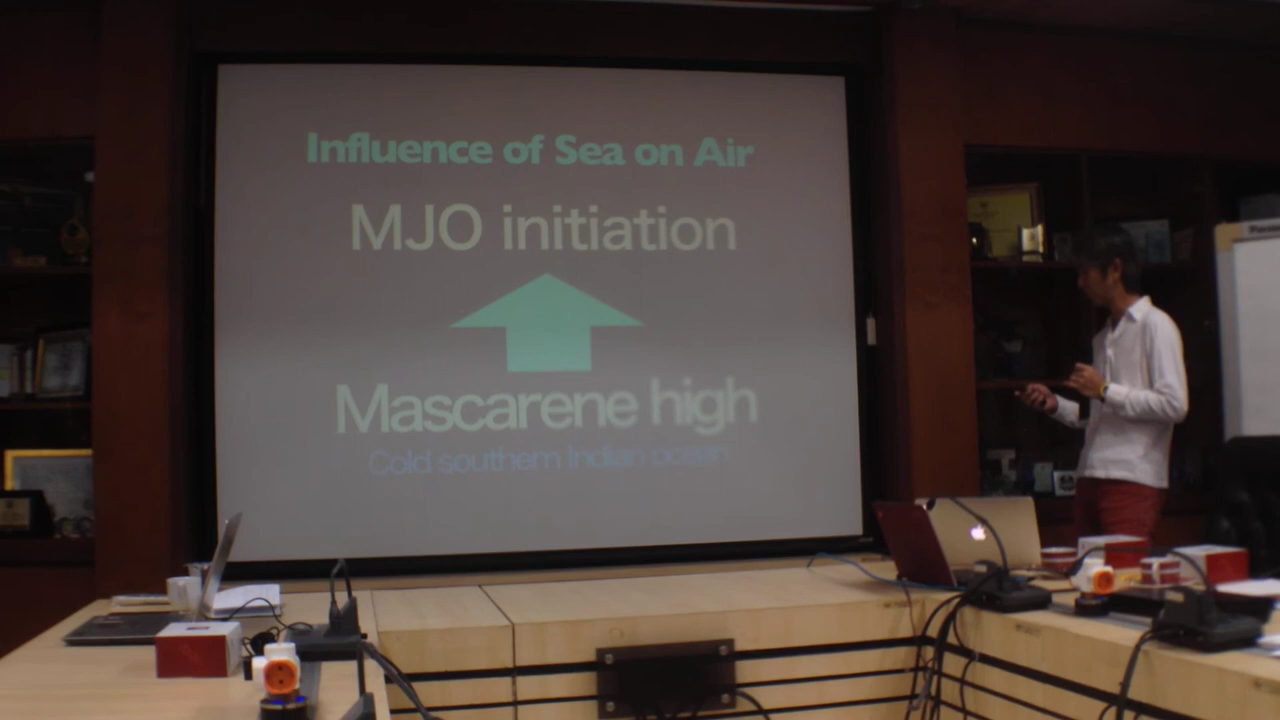 Influence of Sea on Air
MJO initiation
Mascarene high
Cold southern Indian ocean